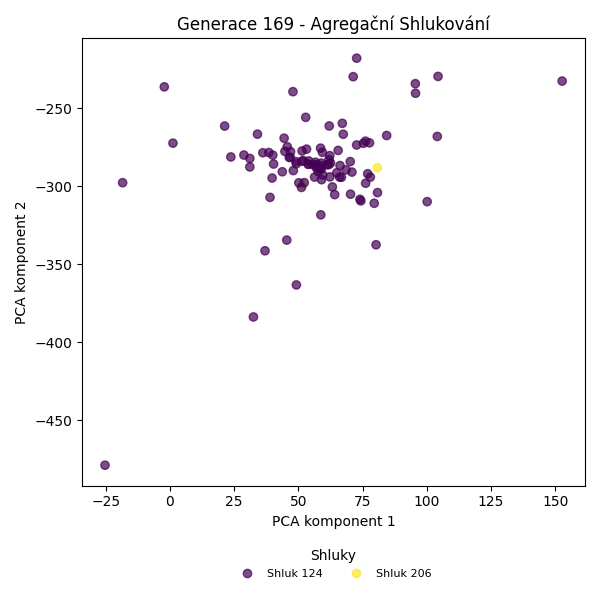 Generace 169 - Agregační Shlukování
PCA komponent 2
−250
−300
−350
−400
−450
−25
0
25
50
75
100
125
150
PCA komponent 1
Shluky
Shluk 124
Shluk 206